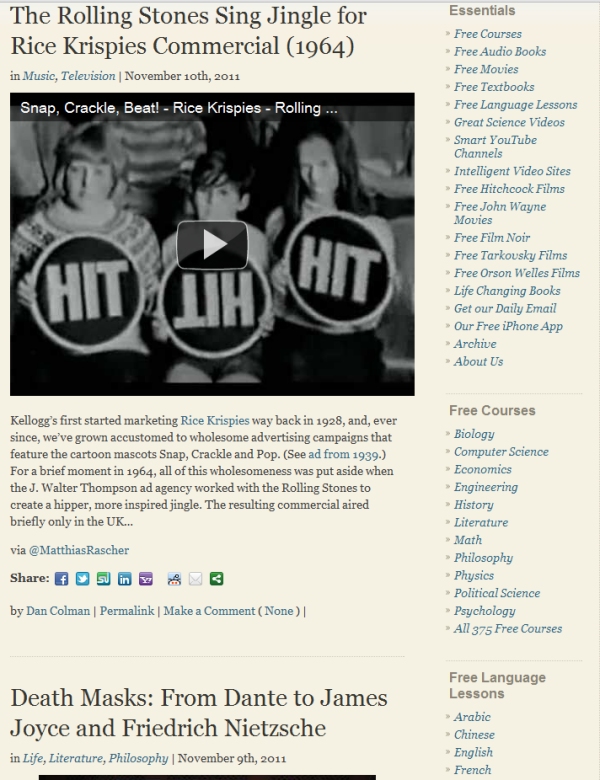 The Rolling Stones Sing Jingle for
Rice Krispies Commercial (1964)
in Music, Television | November 10th, 2011
Snap, Crackle, Beat! - Rice Krispies - Rolling ...
HIT
HIT
HIT
Kellogg's first started marketing Rice Krispies way back in 1928, and, ever
since, we've grown accustomed to wholesome advertising campaigns that
feature the cartoon mascots Snap, Crackle and Pop. (See ad from 1939.)
For a brief moment in 1964, all of this wholesomeness was put aside when
the J. Walter Thompson ad agency worked with the Rolling Stones to
create a hipper, more inspired jingle. The resulting commercial aired
briefly only in the UK...
via @MatthiasRascher
Share:
by Dan Colman | Permalink | Make a Comment ( None ) |
Death Masks: From Dante to James
Joyce and Friedrich Nietzsche
in Life, Literature, Philosophy | November 9th, 2011
Essentials
» Free Courses
» Free Audio Books
» Free Movies
» Free Textbooks
» Free Language Lessons
» Great Science Videos
» Smart YouTube
Channels
» Intelligent Video Sites
» Free Hitchcock Films
» Free John Wayne
Movies
» Free Film Noir
» Free Tarkovsky Films
» Free Orson Welles Films
» Life Changing Books
» Get our Daily Email
» Our Free iPhone App
» Archive
» About Us
Free Courses
» Biology
» Computer Science
» Economics
» Engineering
» History
» Literature
» Math
» Philosophy
» Physics
» Political Science
» Psychology
» All 375 Free Courses
Free Language
Lessons
» Arabic
» Chinese
» English
» French